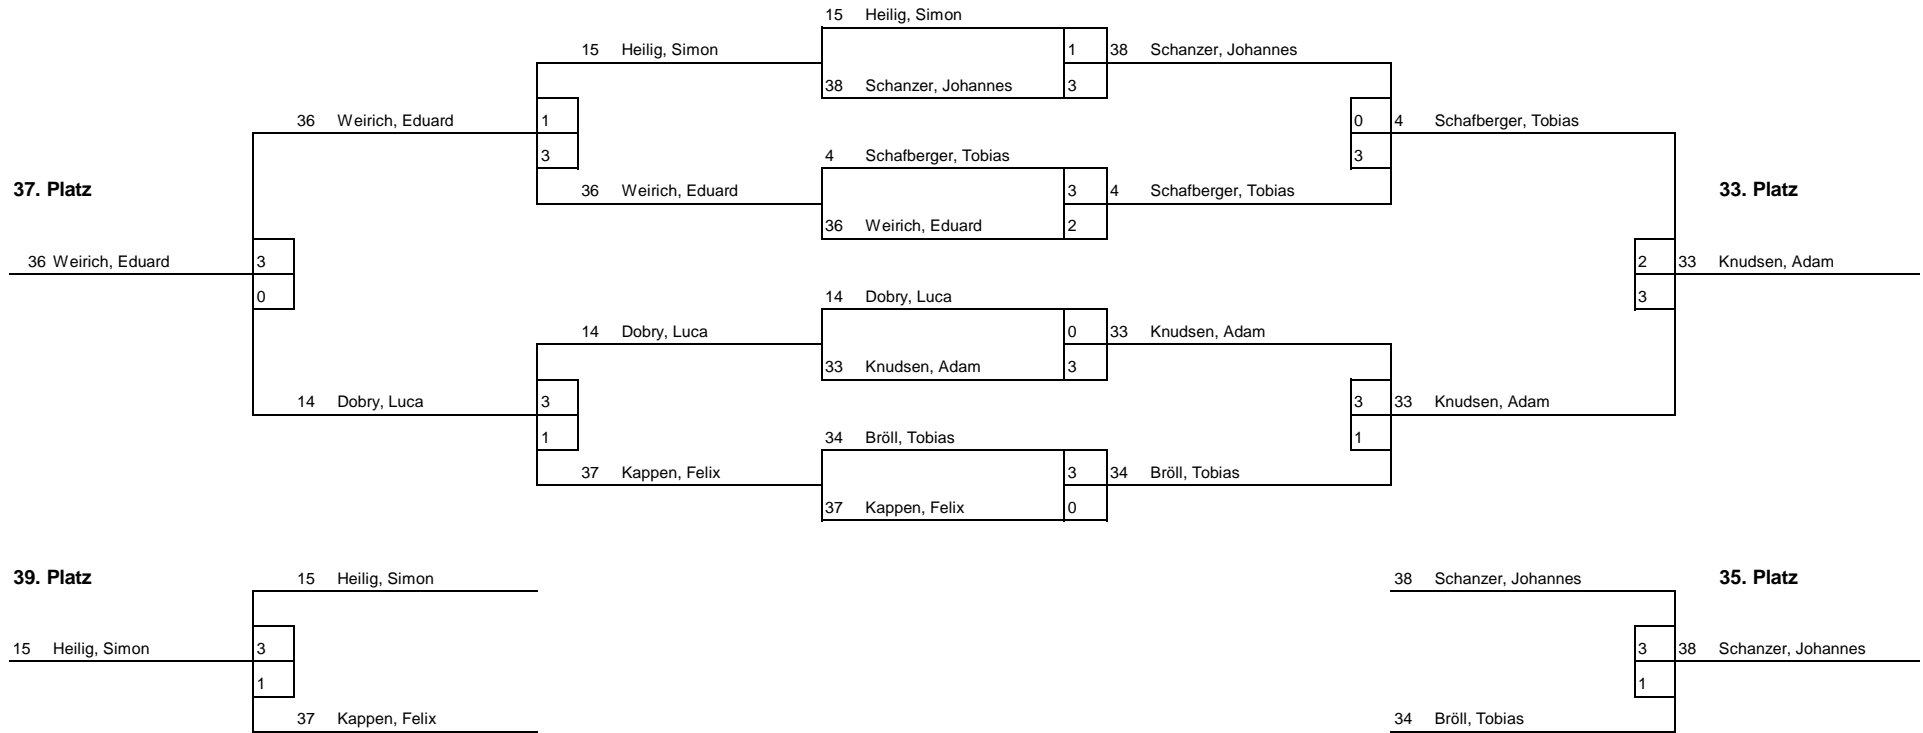 15 Heilig, Simon
15 Heilig, Simon 1 38 Schanzer, Johannes
38 Schanzer, Johannes 3
36 Weirich, Eduard 1 0 4 Schafberger, Tobias
3 4 Schafberger, Tobias 3
37. Platz 36 Weirich, Eduard 3 4 Schafberger, Tobias 33. Platz
36 Weirich, Eduard 2
36 Weirich, Eduard 3 2 33 Knudsen, Adam
0 14 Dobry, Luca 3
14 Dobry, Luca 0 33 Knudsen, Adam
33 Knudsen, Adam 3
14 Dobry, Luca 3 3 33 Knudsen, Adam
1 34 Bröll, Tobias 1
37 Kappen, Felix 3 34 Bröll, Tobias
37 Kappen, Felix 0
39. Platz 15 Heilig, Simon 38 Schanzer, Johannes 35. Platz
15 Heilig, Simon 3 3 38 Schanzer, Johannes
1 1
37 Kappen, Felix 34 Bröll, Tobias